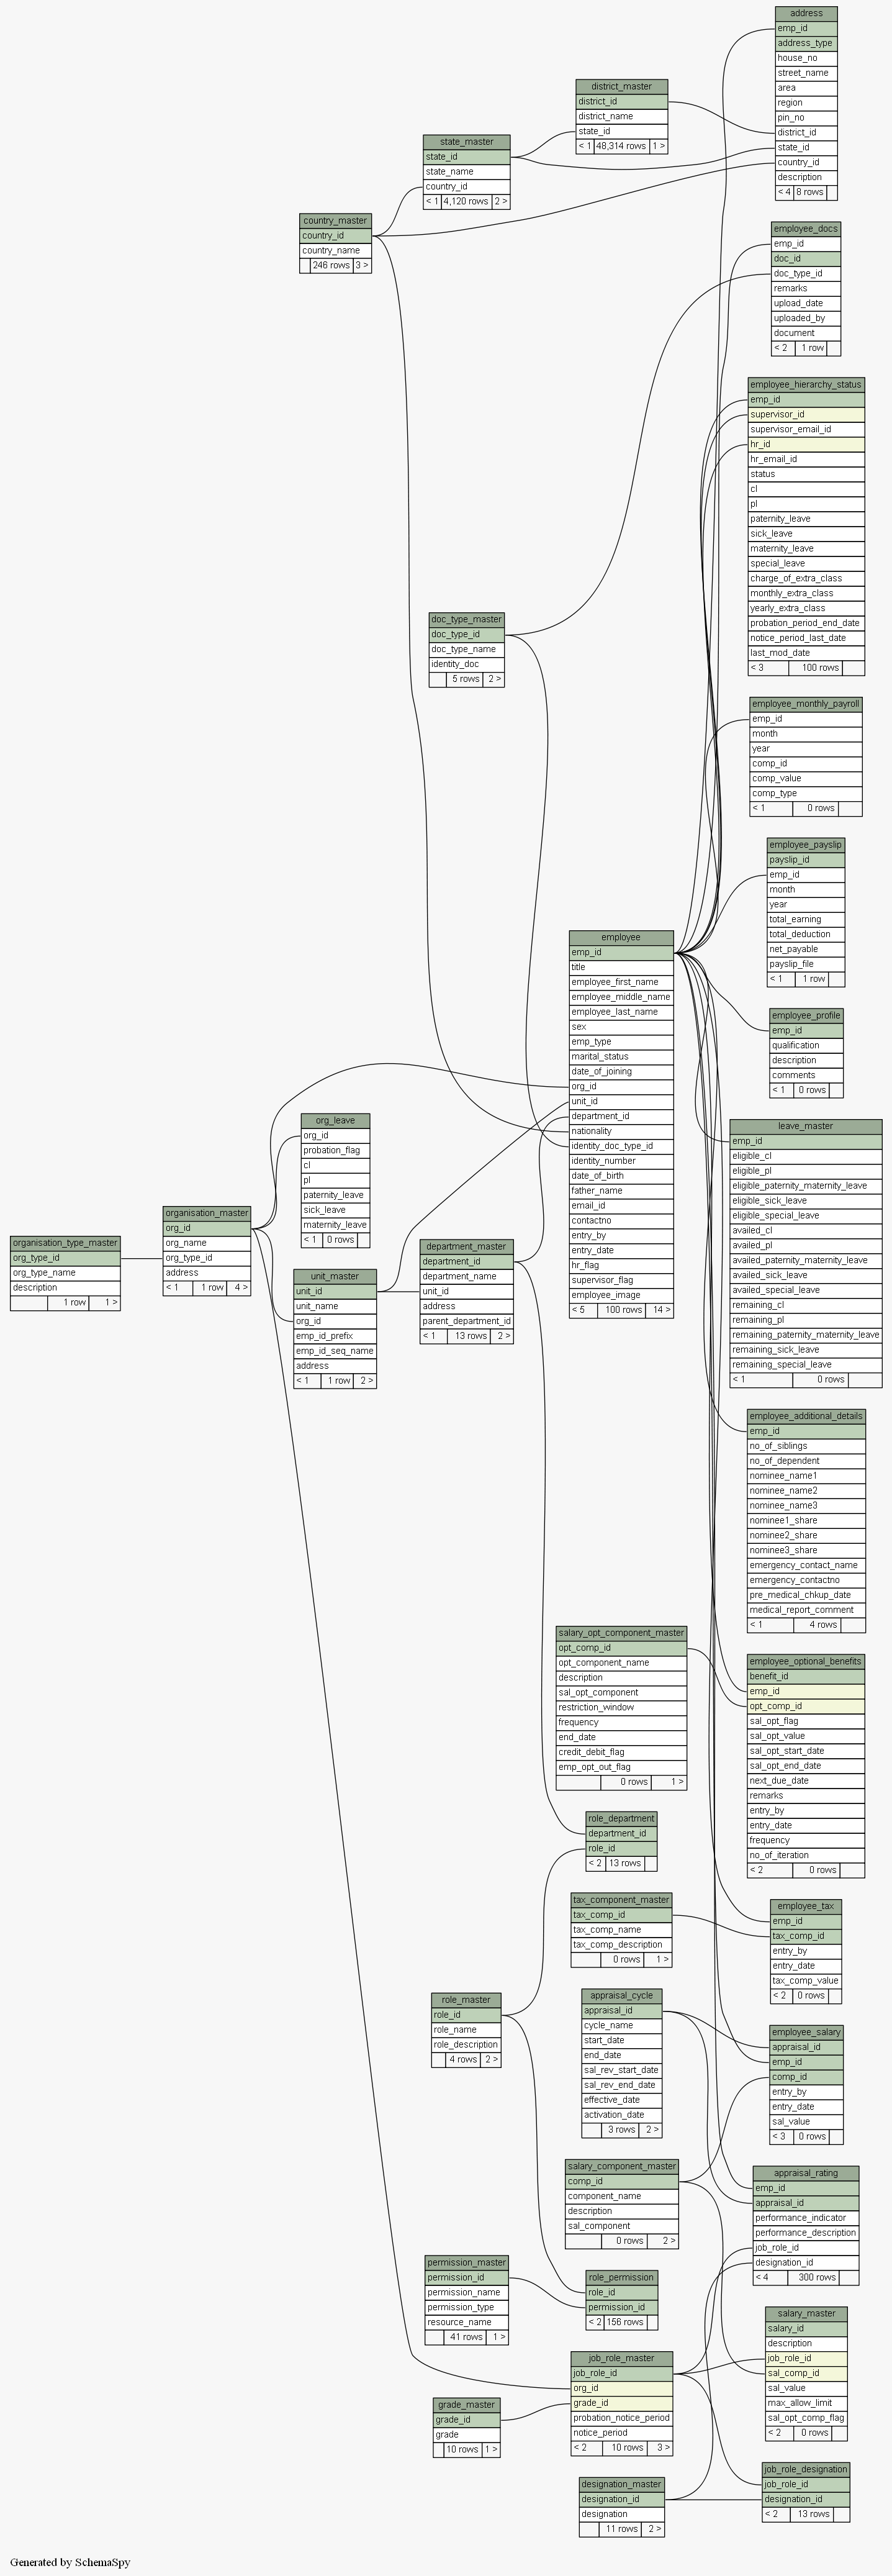 address
emp_id
address_type
house_no
street_name
area
region
pin_no
district_id
state_id
country_id
description
< 4 8 rows
district_master
district_id
district_name
state_id
< 1 48,314 rows 1 >
state_master
state_id
state_name
country_id
< 1 4,120 rows 2 >
country_master
country_id
country_name
246 rows 3 >
employee_docs
emp_id
doc_id
doc_type_id
remarks
upload_date
uploaded_by
document
< 2 1 row
employee_hierarchy_status
emp_id
supervisor_id
supervisor_email_id
hr_id
hr_email_id
status
cl
pl
paternity_leave
sick_leave
maternity_leave
special_leave
charge_of_extra_class
monthly_extra_class
yearly_extra_class
probation_period_end_date
notice_period_last_date
last_mod_date
< 3 100 rows
doc_type_master
doc_type_id
doc_type_name
identity_doc
5 rows 2 >
employee_monthly_payroll
emp_id
month
year
comp_id
comp_value
comp_type
< 1 0 rows
employee_payslip
payslip_id
emp_id
month
year
total_earning
total_deduction
net_payable
payslip_file
< 1 1 row
employee
emp_id
title
employee_first_name
employee_middle_name
employee_last_name
sex
emp_type
marital_status
date_of_joining
org_id
unit_id
department_id
nationality
identity_doc_type_id
identity_number
date_of_birth
father_name
email_id
contactno
entry_by
entry_date
hr_flag
supervisor_flag
employee_image
< 5 100 rows 14 >
employee_profile
emp_id
qualification
description
comments
< 1 0 rows
org_leave
org_id
probation_flag
cl
pl
paternity_leave
sick_leave
maternity_leave
< 1 0 rows
leave_master
emp_id
eligible_cl
eligible_pl
eligible_paternity_maternity_leave
eligible_sick_leave
eligible_special_leave
availed_cl
availed_pl
availed_paternity_maternity_leave
availed_sick_leave
availed_special_leave
remaining_cl
remaining_pl
remaining_paternity_maternity_leave
remaining_sick_leave
remaining_special_leave
< 1 0 rows
organisation_type_master
org_type_id
org_type_name
description
1 row 1 >
organisation_master
org_id
org_name
org_type_id
address
< 1 1 row 4 >
unit_master
unit_id
unit_name
org_id
emp_id_prefix
emp_id_seq_name
address
< 1 1 row 2 >
department_master
department_id
department_name
unit_id
address
parent_department_id
< 1 13 rows 2 >
employee_additional_details
emp_id
no_of_siblings
no_of_dependent
nominee_name1
nominee_name2
nominee_name3
nominee1_share
nominee2_share
nominee3_share
emergency_contact_name
emergency_contactno
pre_medical_chkup_date
medical_report_comment
< 1 4 rows
salary_opt_component_master
opt_comp_id
opt_component_name
description
sal_opt_component
restriction_window
frequency
end_date
credit_debit_flag
emp_opt_out_flag
0 rows 1 >
employee_optional_benefits
benefit_id
emp_id
opt_comp_id
sal_opt_flag
sal_opt_value
sal_opt_start_date
sal_opt_end_date
next_due_date
remarks
entry_by
entry_date
frequency
no_of_iteration
< 2 0 rows
role_department
department_id
role_id
< 2 13 rows
tax_component_master
tax_comp_id
tax_comp_name
tax_comp_description
0 rows 1 >
employee_tax
emp_id
tax_comp_id
entry_by
entry_date
tax_comp_value
< 2 0 rows
role_master
role_id
role_name
role_description
4 rows 2 >
appraisal_cycle
appraisal_id
cycle_name
start_date
end_date
sal_rev_start_date
sal_rev_end_date
effective_date
activation_date
3 rows 2 >
employee_salary
appraisal_id
emp_id
comp_id
entry_by
entry_date
sal_value
< 3 0 rows
salary_component_master
comp_id
component_name
description
sal_component
0 rows 2 >
appraisal_rating
emp_id
appraisal_id
performance_indicator
performance_description
job_role_id
designation_id
< 4 300 rows
permission_master
permission_id
permission_name
permission_type
resource_name
41 rows 1 >
role_permission
role_id
permission_id
< 2 156 rows
salary_master
salary_id
description
job_role_id
sal_comp_id
sal_value
max_allow_limit
sal_opt_comp_flag
< 2 0 rows
job_role_master
job_role_id
org_id
grade_id
probation_notice_period
notice_period
< 2 10 rows 3 >
grade_master
grade_id
grade
10 rows 1 >
job_role_designation
job_role_id
designation_id
< 2 13 rows
designation_master
designation_id
designation
11 rows 2 >
Generated by SchemaSpy